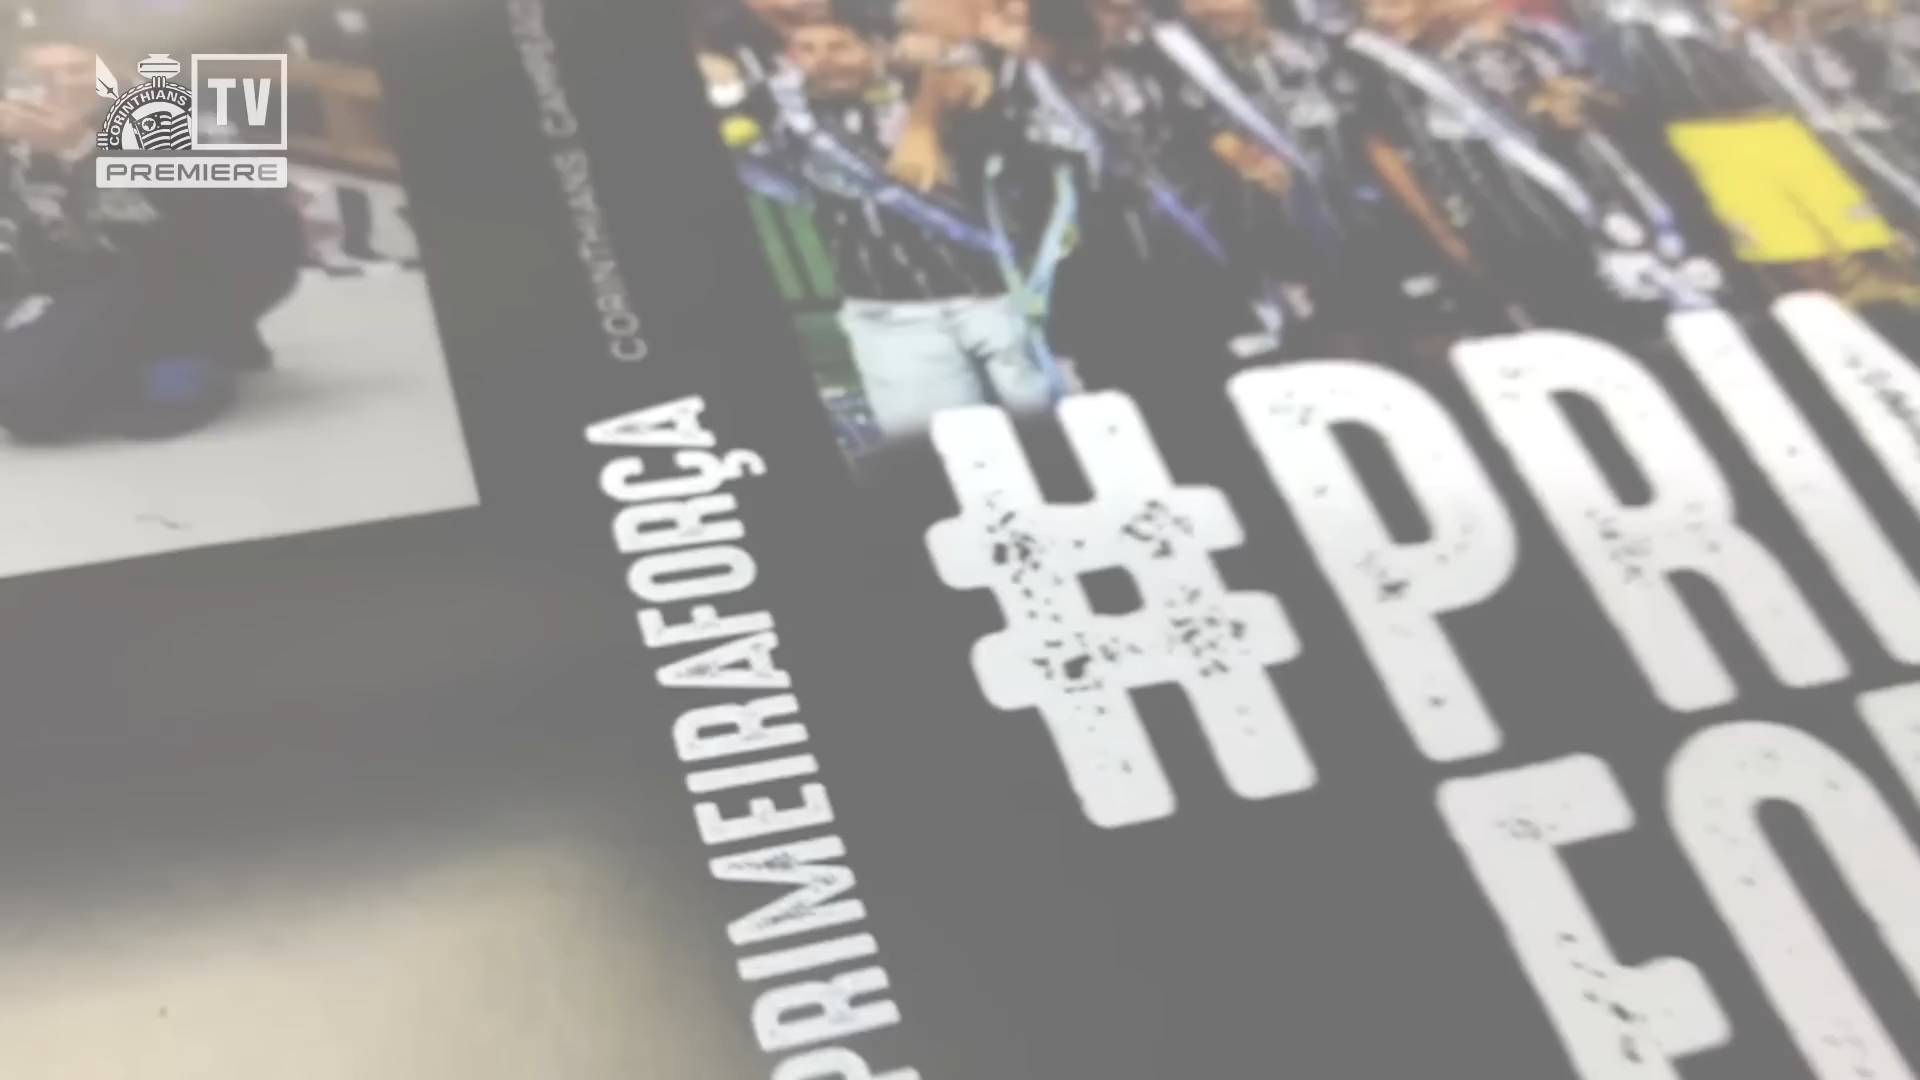 CORINTHIANS
TV
PREMIERE
CORINTHIANS
PRIMEIRAFORÇA
#PRI
FO